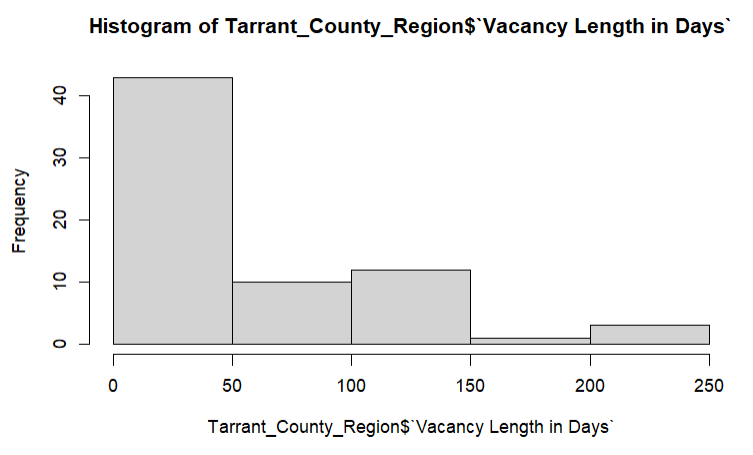 Histogram of Tarrant_County_Region$`Vacancy Length in Days`
Frequency
40
30
20
10
0
0 50 100 150 200 250
Tarrant_County_Region$`Vacancy Length in Days`